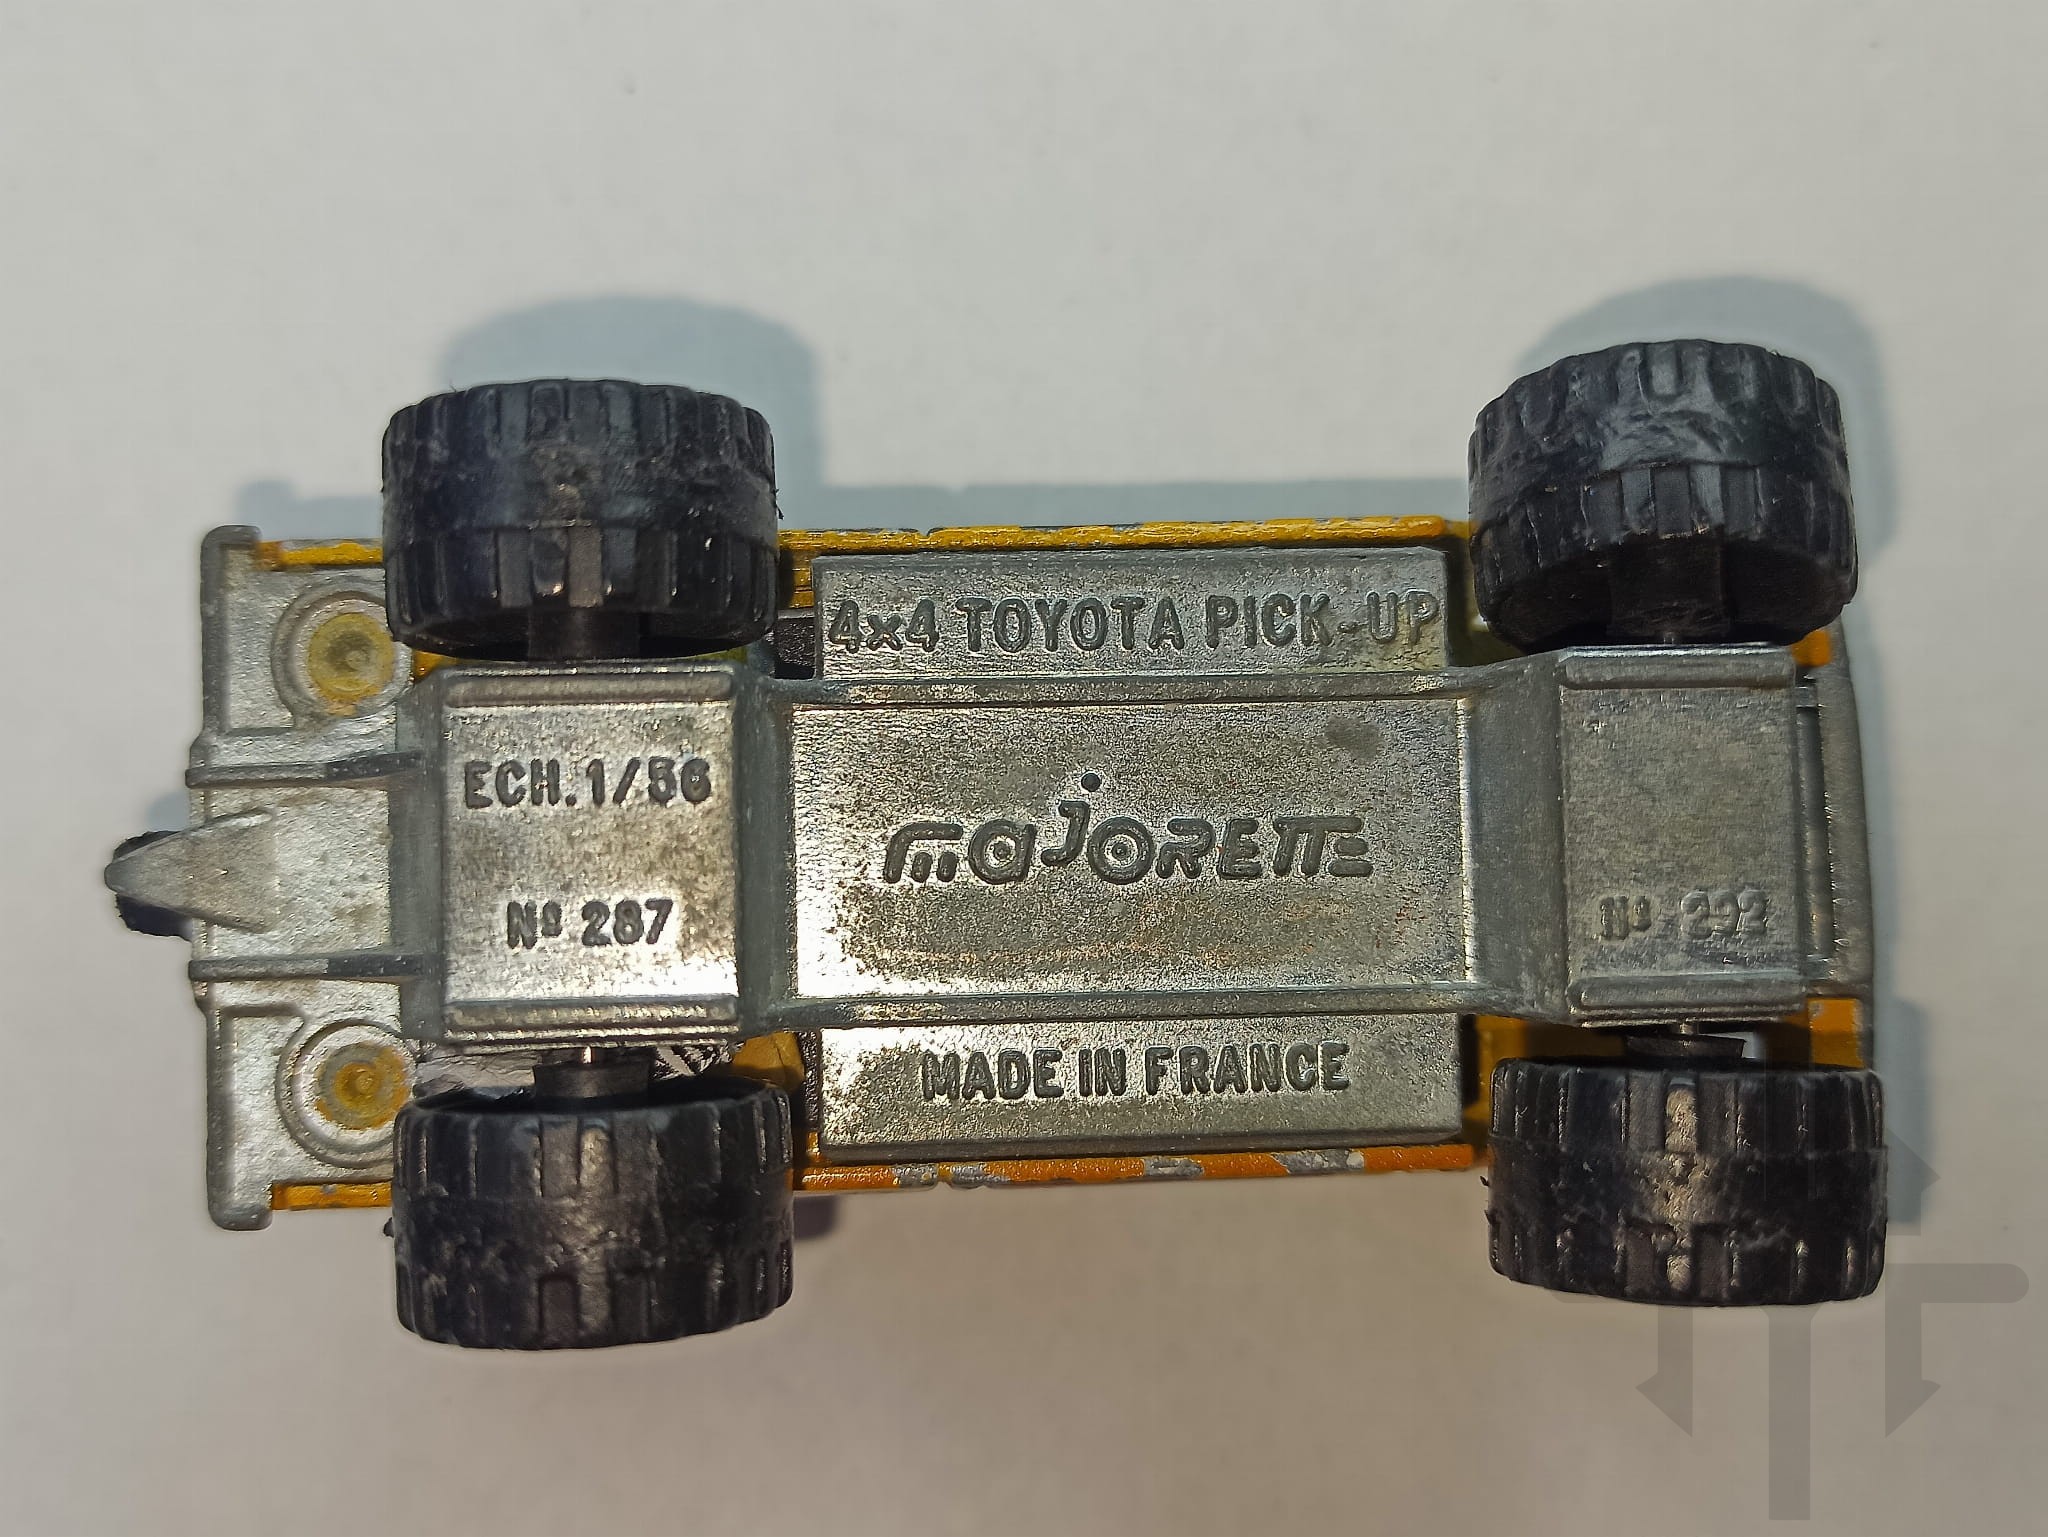 4x4 TOYOTA PICK-UP
ECH.1/56
Nº 287
majorette
Nº 292
MADE IN FRANCE